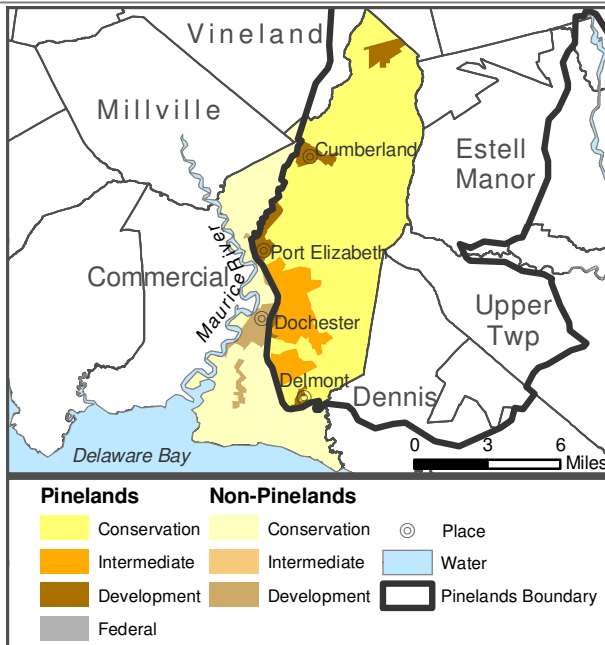 Vineland
Millville
Cumberland
Estell
Manor
Maurice River
Port Elizabeth
Commercial
Upper
Twp
Dochester
Delmont
Dennis
0 3 6
Miles
Delaware Bay
Pinelands
Conservation
Intermediate
Development
Federal
Non-Pinelands
Conservation
Intermediate
Development
Place
Water
Pinelands Boundary